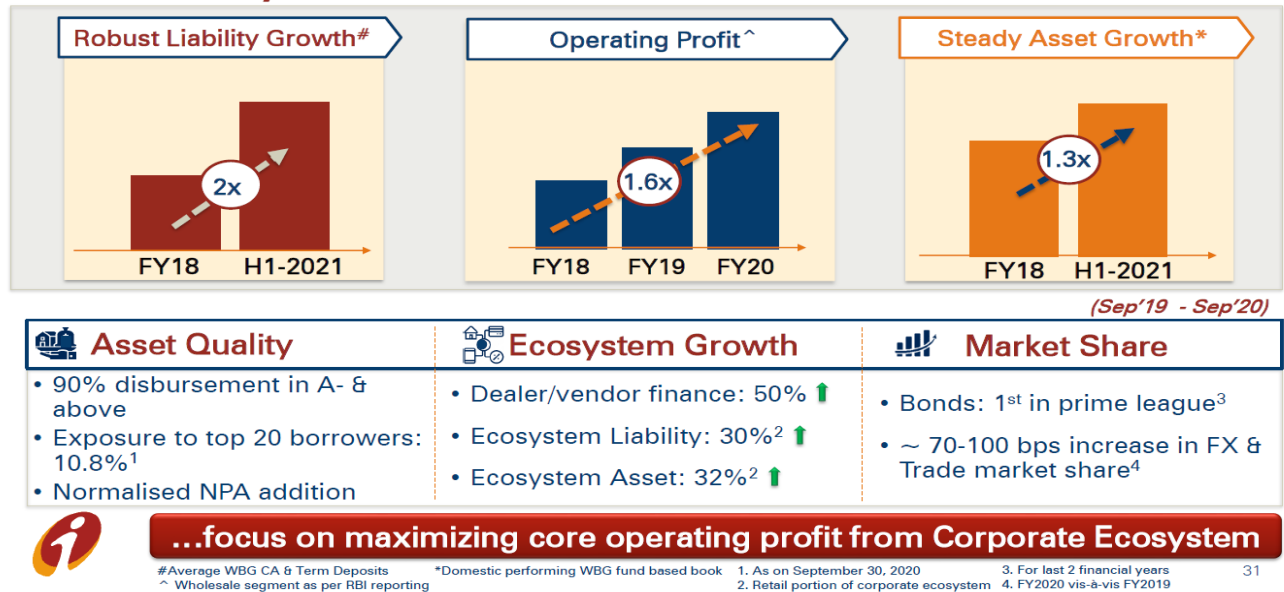 Robust Liability Growth#
2x
FY18 H1-2021
Operating Profit^
1.6x
FY18 FY19 FY20
Steady Asset Growth*
1.3x
FY18 H1-2021
(Sep'19 - Sep'20)
Asset Quality
• 90% disbursement in A- &
above
• Exposure to top 20 borrowers:
10.8%1
• Normalised NPA addition
Ecosystem Growth
• Dealer/vendor finance: 50%
• Ecosystem Liability: 30%2
• Ecosystem Asset: 32%2
Market Share
• Bonds: 1st in prime league3
• ~ 70-100 bps increase in FX &
Trade market share4
...focus on maximizing core operating profit from Corporate Ecosystem
#Average WBG CA & Term Deposits
^ Wholesale segment as per RBI reporting
*Domestic performing WBG fund based book
1. As on September 30, 2020
2. Retail portion of corporate ecosystem
3. For last 2 financial years
4. FY2020 vis-à-vis FY2019
31